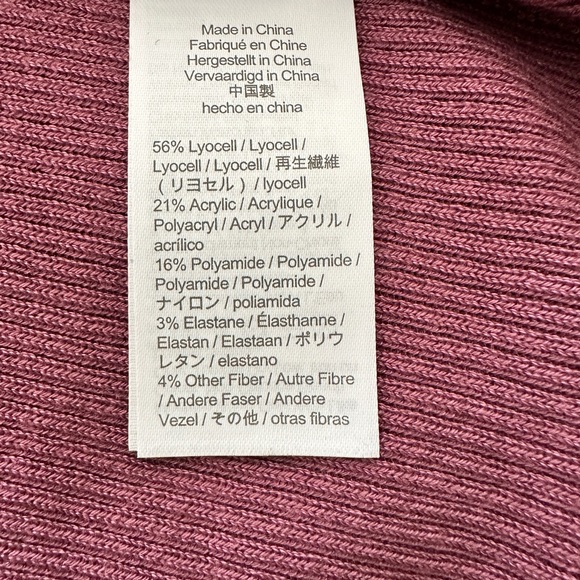 Made in China
Fabriqué en Chine
Hergestellt in China
Vervaardigd in China
中国製
hecho en china
56% Lyocell / Lyocell /
Lyocell / Lyocell / 再生繊維
( リヨセル ) / lyocell
21% Acrylic / Acrylique /
Polyacryl / Acryl / アクリル /
acrílico
16% Polyamide / Polyamide /
Polyamide / Polyamide /
ナイロン / poliamida
3% Elastane / Élasthanne /
Elastan / Elastaan / ポリウ
レタン / elastano
4% Other Fiber / Autre Fibre
/ Andere Faser / Andere
Vezel / その他 / otras fibras